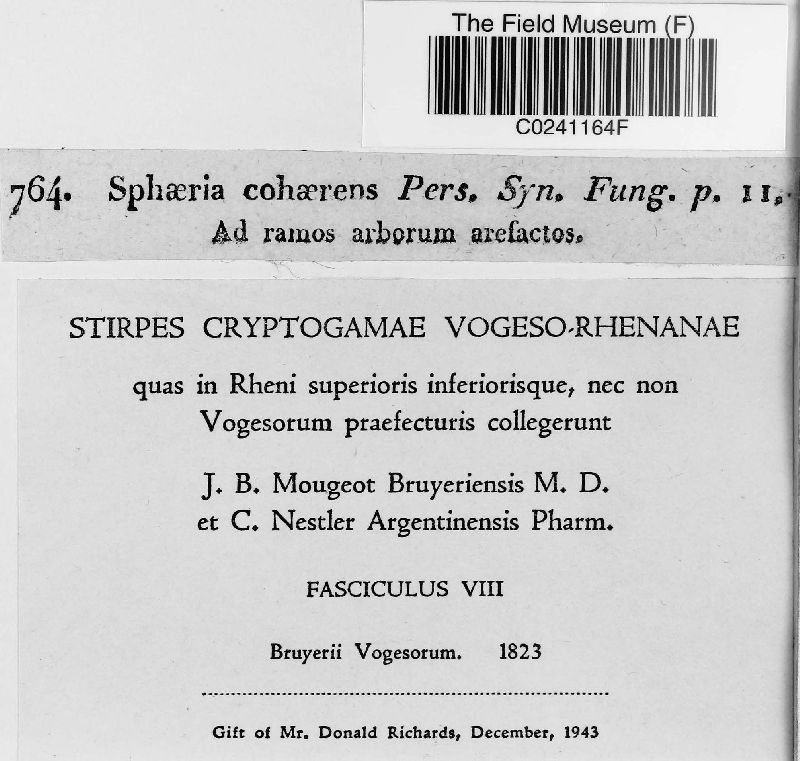 The Field Museum (F)
C0241164F
764. Sphæria cohærens Pers. Syn. Fung. p. 11.
Ad ramos arborum arefactos.
STIRPES CRYPTOGAMAE VOGESO-RHENANAE
quas in Rheni superioris inferiorisque, nec non
Vogesorum praefecturis collegerunt
J. B. Mougeot Bruyeriensis M. D.
et C. Nestler Argentinensis Pharm.
FASCICULUS VIII
Bruyerii Vogesorum. 1823
Gift of Mr. Donald Richards, December, 1943